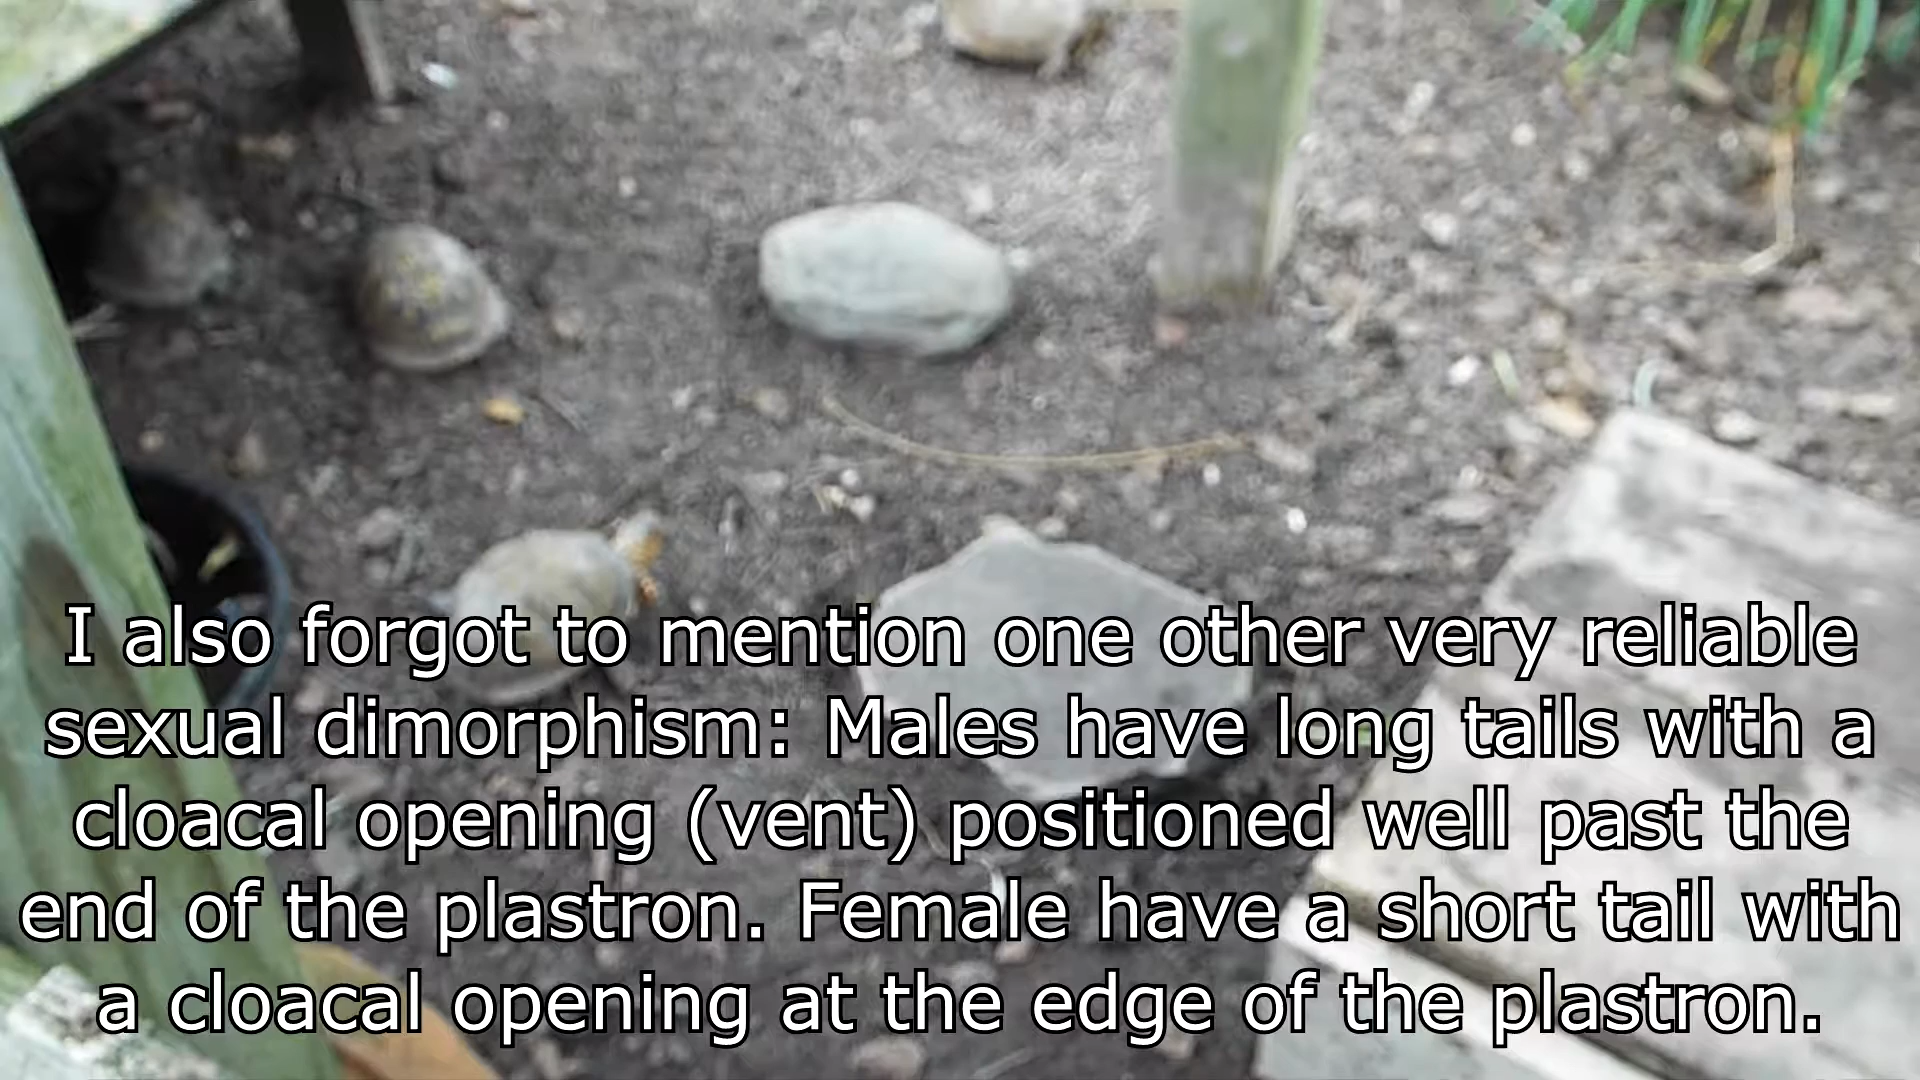 I also forgot to mention one other very reliable
sexual dimorphism: Males have long tails with a
cloacal opening (vent) positioned well past the
end of the plastron. Female have a short tail with
a cloacal opening at the edge of the plastron.